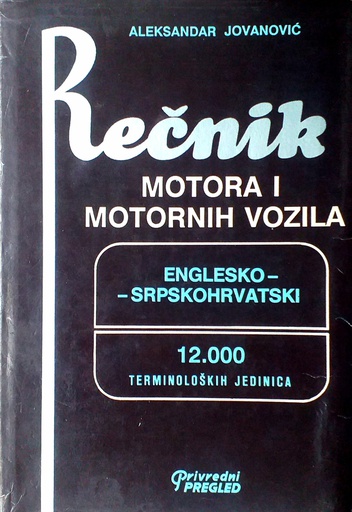 ALEKSANDAR JOVANOVIĆ
Rečnik
MOTORA I
MOTORNIH VOZILA
ENGLESKO –
– SRPSKOHRVATSKI
12.000
TERMINOLOŠKIH JEDINICA
Privredni
PREGLED